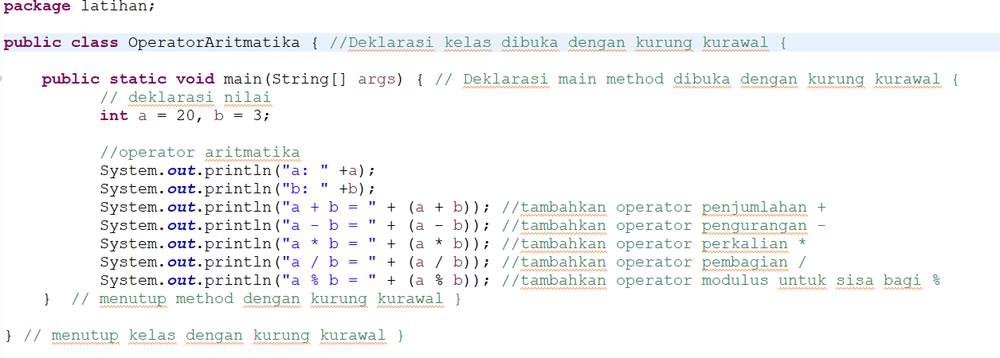 package latihan;
public class OperatorAritmatika { //Deklarasi kelas dibuka dengan kurung kurawal {
public static void main(String[] args) { // Deklarasi main method dibuka dengan kurung kurawal {
// deklarasi nilai
int a = 20, b = 3;
//operator aritmatika
System.out.println("a: " +a);
System.out.println("b: " +b);
System.out.println("a + b = " + (a + b)); //tambahkan operator penjumlahan +
System.out.println("a - b = " + (a - b)); //tambahkan operator pengurangan -
System.out.println("a * b = " + (a * b)); //tambahkan operator perkalian *
System.out.println("a / b = " + (a / b)); //tambahkan operator pembagian /
System.out.println("a % b = " + (a % b)); //tambahkan operator modulus untuk sisa bagi %
} // menutup method dengan kurung kurawal }
} // menutup kelas dengan kurung kurawal }